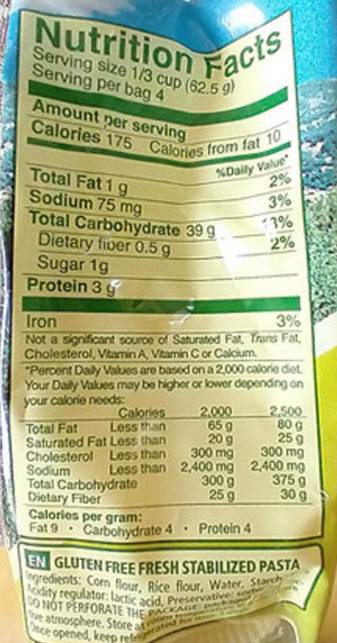 Nutrition Facts
Serving size 1/3 cup (62.5 g)
Serving per bag 4
Amount per serving
Calories 175 Calories from fat 10
%Daily Value*
Total Fat 1 g 2%
Sodium 75 mg 3%
Total Carbohydrate 39 g 13%
Dietary fiber 0.5 g 2%
Sugar 1g
Protein 3 g
Iron 3%
Not a significant source of Saturated Fat, Trans Fat,
Cholesterol, Vitamin A, Vitamin C or Calcium.
*Percent Daily Values are based on a 2,000 calorie diet.
Your Daily Values may be higher or lower depending on
your calorie needs:
Calories 2,000 2,500
Total Fat Less than 65 g 80 g
Saturated Fat Less than 20 g 25 g
Cholesterol Less than 300 mg 300 mg
Sodium Less than 2,400 mg 2,400 mg
Total Carbohydrate 300 g 375 g
Dietary Fiber 25 g 30 g
Calories per gram:
Fat 9 • Carbohydrate 4 • Protein 4
EN GLUTEN FREE FRESH STABILIZED PASTA
Ingredients: Corn flour, Rice flour, Water, Starch
Acidity regulator: lactic acid, Preservative:
DO NOT PERFORATE THE PACKAGE:
atmosphere. Store at room
Once opened, keep refrigerated for